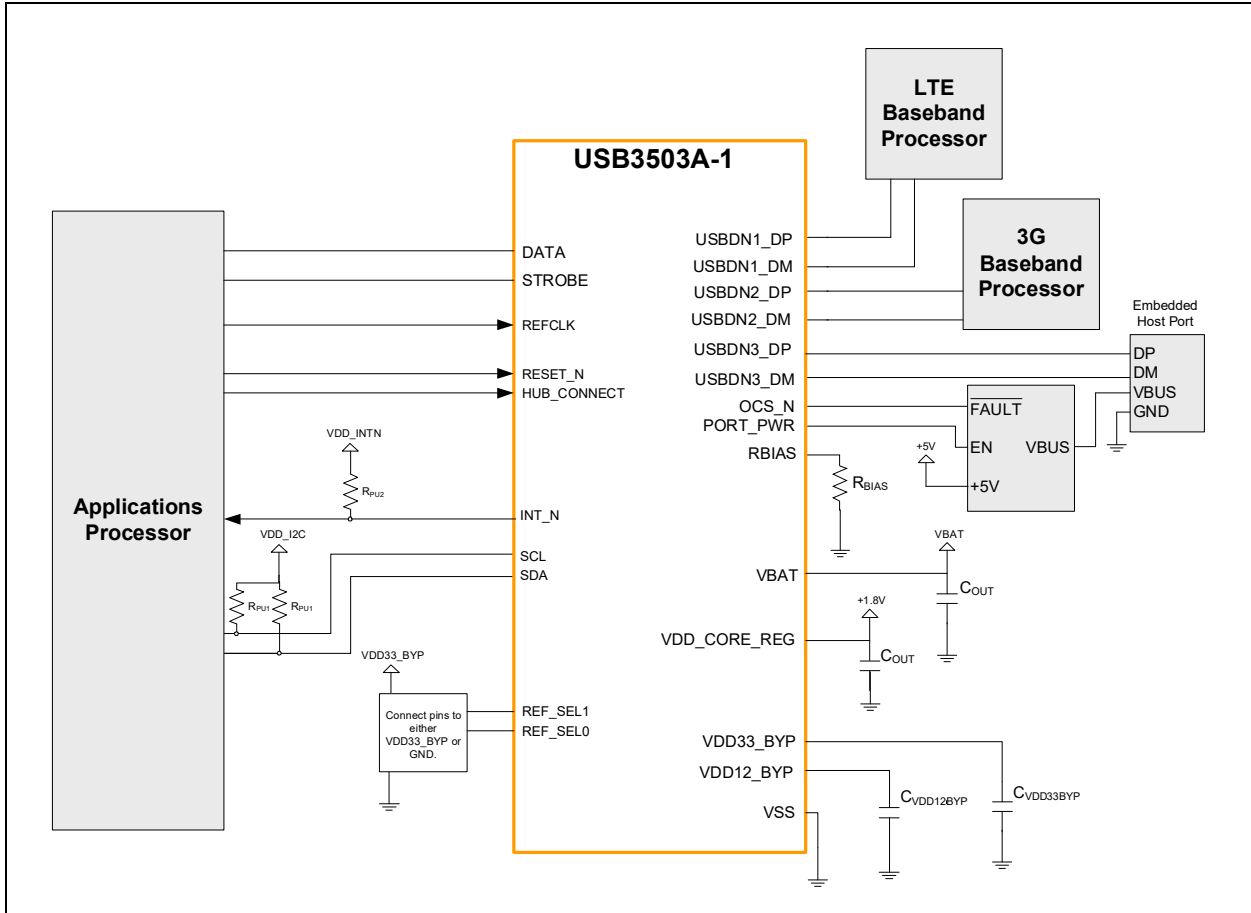 LTE
Baseband
Processor
USB3503A-1
3G
Baseband
Processor
Embedded
Host Port
Applications
Processor
DATA
STROBE
REFCLK
RESET_N
HUB_CONNECT
VDD_INTN
RPU2
INT_N
VDD_I2C
SCL
SDA
RPU1
RPU1
VDD33_BYP
Connect pins to
either
VDD33_BYP or
GND.
REF_SEL1
REF_SEL0
USBDN1_DP
USBDN1_DM
USBDN2_DP
USBDN2_DM
USBDN3_DP
USBDN3_DM
OCS_N
PORT_PWR
RBIAS
RBIAS
DP
DM
VBUS
GND
FAULT
EN
VBUS
+5V
+5V
VBAT
VBAT
COUT
+1.8V
VDD_CORE_REG
COUT
VDD33_BYP
VDD12_BYP
CVDD12BYP
CVDD33BYP
VSS